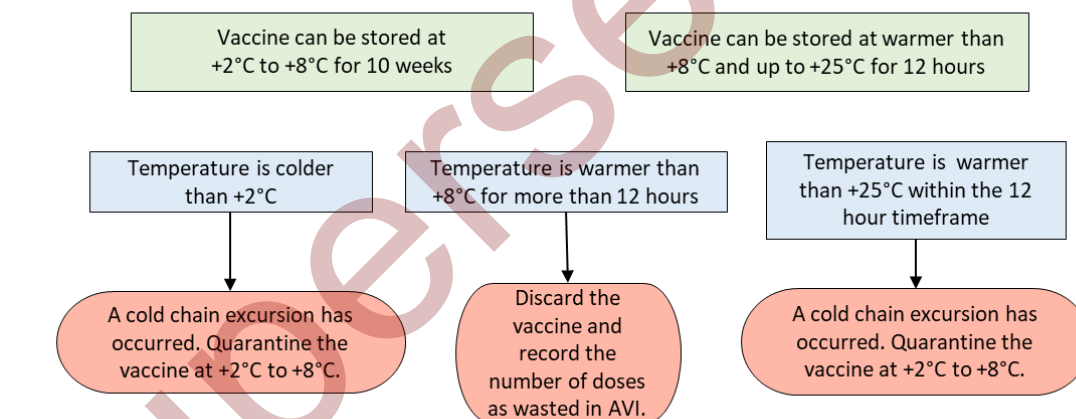 Vaccine can be stored at
+2°C to +8°C for 10 weeks
Vaccine can be stored at warmer than
+8°C and up to +25°C for 12 hours
Temperature is colder
than +2°C
Temperature is warmer than
+8°C for more than 12 hours
Temperature is warmer
than +25°C within the 12
hour timeframe
A cold chain excursion has
occurred. Quarantine the
vaccine at +2°C to +8°C.
Discard the
vaccine and
record the
number of doses
as wasted in AVI.
A cold chain excursion has
occurred. Quarantine the
vaccine at +2°C to +8°C.
perse